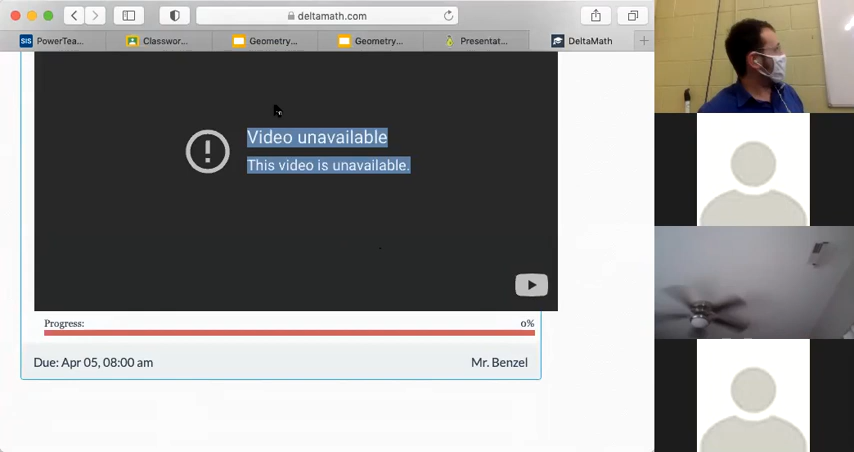 deltamath.com
SIS PowerTea...
Classwor...
Geometry...
Geometry...
Presentat...
DeltaMath
Video unavailable
This video is unavailable.
Progress: 0%
Due: Apr 05, 08:00 am Mr. Benzel